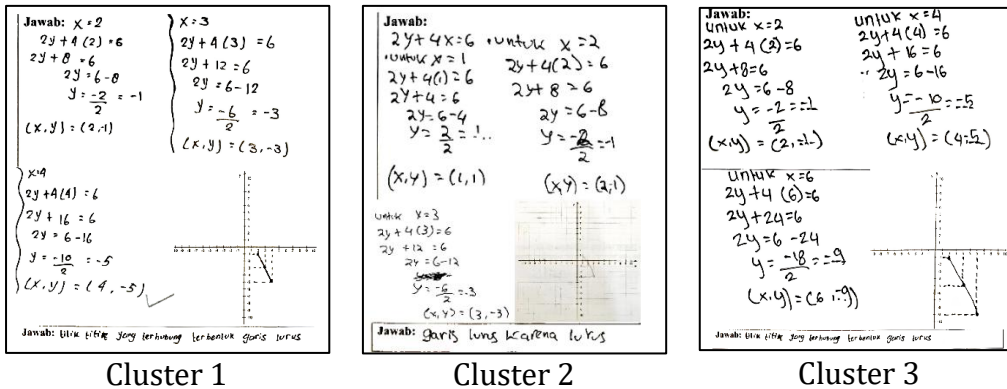 Jawab: x=2
2y+4(2)=6
2y+8=6
2y=6-8
y=-2/2=-1
(x,y)=(2,-1)
x=3
2y+4(3)=6
2y+12=6
2y=6-12
y=-6/2=-3
(x,y)=(3,-3)
x=4
2y+4(4)=6
2y+16=6
2y=6-16
y=-10/2=-5
(x,y)=(4,-5)
Jawab: titik titik yang terhubung terbentuk garis lurus
Cluster 1
Jawab:
2y+4x=6
•untuk x=1
2y+4(1)=6
2y+4=6
2y=6-4
y=2/2=1
(x,y)=(1,1)
•untuk x=2
2y+4(2)=6
2y+8=6
2y=6-8
y=-2/2=-1
(x,y)=(2,-1)
untuk x=3
2y+4(3)=6
2y+12=6
2y=6-12
y=-6/2=-3
(x,y)=(3,-3)
Jawab: garis lurus karena lurus
Cluster 2
Jawab:
untuk x=2
2y+4(2)=6
2y+8=6
2y=6-8
y=-2/2=-1
(x,y)=(2,-1)
untuk x=4
2y+4(4)=6
2y+16=6
2y=6-16
y=-10/2=-5
(x,y)=(4,-5)
untuk x=6
2y+4(6)=6
2y+24=6
2y=6-24
y=-18/2=-9
(x,y)=(6,-9)
Jawab: titik titik yang terhubung terbentuk garis lurus
Cluster 3